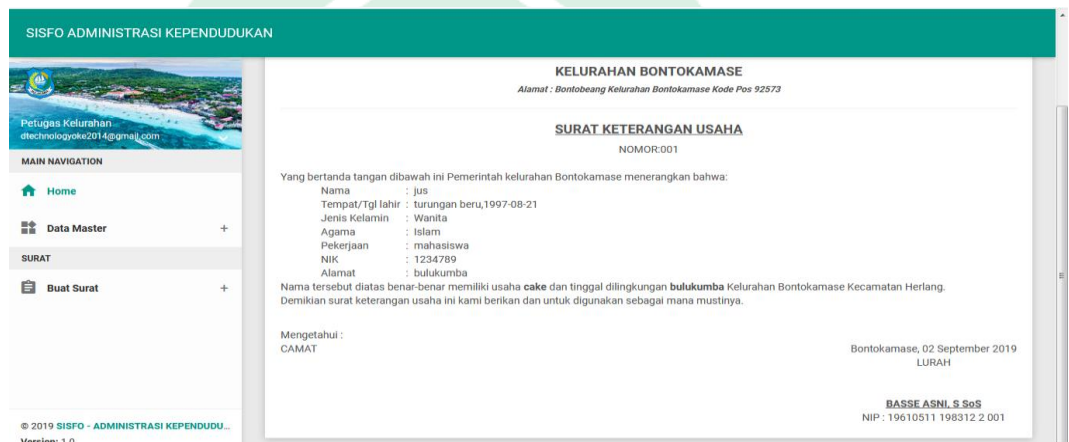 SISFO ADMINISTRASI KEPENDUDUKAN
Petugas Kelurahan
dtechnologyoke2014@gmail.com
MAIN NAVIGATION
Home
Data Master +
SURAT
Buat Surat +
© 2019 SISFO - ADMINISTRASI KEPENDUDU...
Version: 1.0
KELURAHAN BONTOKAMASE
Alamat : Bontobeang Kelurahan Bontokamase Kode Pos 92573
SURAT KETERANGAN USAHA
NOMOR:001
Yang bertanda tangan dibawah ini Pemerintah kelurahan Bontokamase menerangkan bahwa:
Nama : jus
Tempat/Tgl lahir : turungan beru,1997-08-21
Jenis Kelamin : Wanita
Agama : Islam
Pekerjaan : mahasiswa
NIK : 1234789
Alamat : bulukumba
Nama tersebut diatas benar-benar memiliki usaha cake dan tinggal dilingkungan bulukumba Kelurahan Bontokamase Kecamatan Herlang.
Demikian surat keterangan usaha ini kami berikan dan untuk digunakan sebagai mana mustinya.
Mengetahui :
CAMAT
Bontokamase, 02 September 2019
LURAH
BASSE ASNI, S SoS
NIP : 19610511 198312 2 001